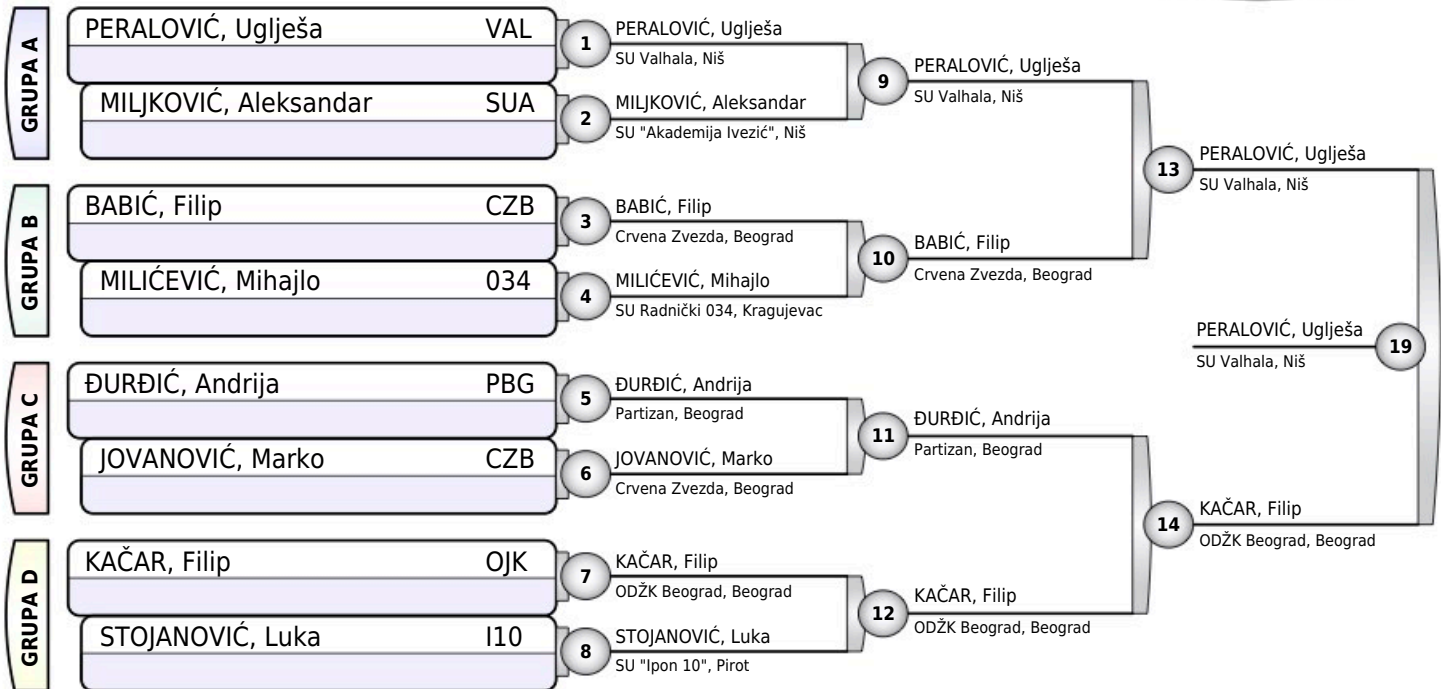 GRUPA A
PERALOVIĆ, Uglješa VAL
MILJKOVIĆ, Aleksandar SUA
GRUPA B
BABIĆ, Filip CZB
MILIĆEVIĆ, Mihajlo 034
GRUPA C
ĐURĐIĆ, Andrija PBG
JOVANOVIĆ, Marko CZB
GRUPA D
KAČAR, Filip OJK
STOJANOVIĆ, Luka I10
1 PERALOVIĆ, Uglješa
SU Valhala, Niš
2 MILJKOVIĆ, Aleksandar
SU "Akademija Ivezić", Niš
3 BABIĆ, Filip
Crvena Zvezda, Beograd
4 MILIĆEVIĆ, Mihajlo
SU Radnički 034, Kragujevac
5 ĐURĐIĆ, Andrija
Partizan, Beograd
6 JOVANOVIĆ, Marko
Crvena Zvezda, Beograd
7 KAČAR, Filip
ODŽK Beograd, Beograd
8 STOJANOVIĆ, Luka
SU "Ipon 10", Pirot
9 PERALOVIĆ, Uglješa
SU Valhala, Niš
10 BABIĆ, Filip
Crvena Zvezda, Beograd
11 ĐURĐIĆ, Andrija
Partizan, Beograd
12 KAČAR, Filip
ODŽK Beograd, Beograd
13 PERALOVIĆ, Uglješa
SU Valhala, Niš
14 KAČAR, Filip
ODŽK Beograd, Beograd
PERALOVIĆ, Uglješa 19
SU Valhala, Niš